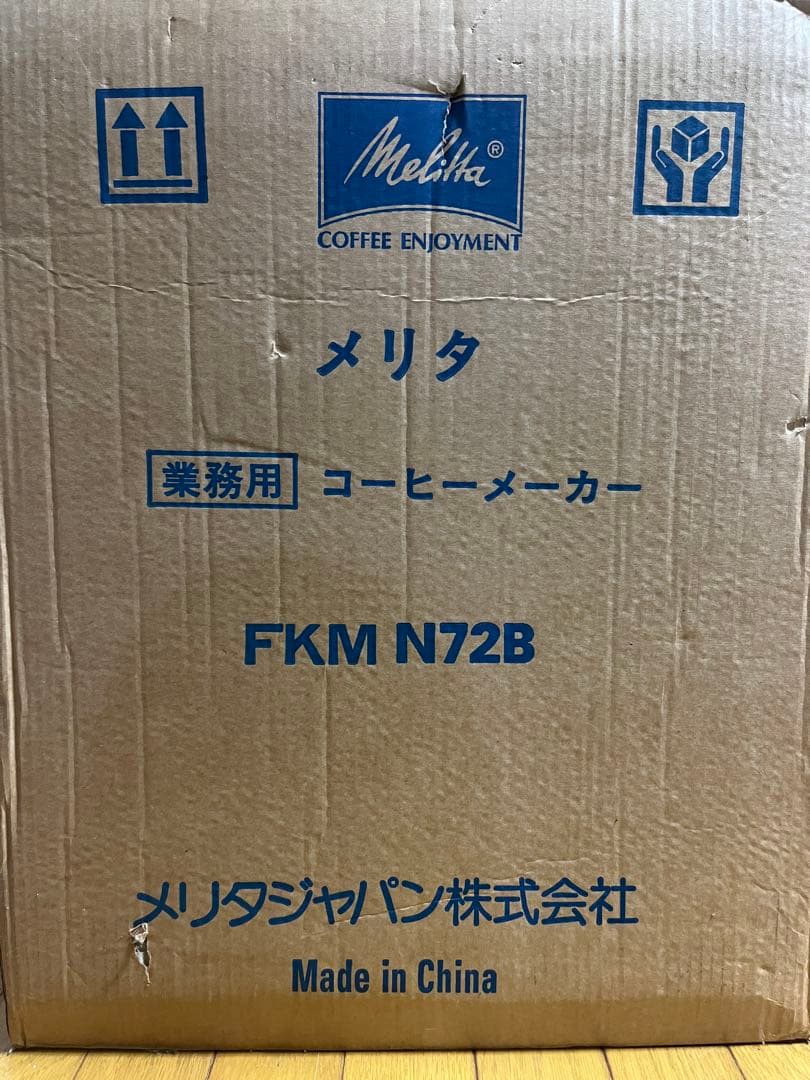 Melitta®
COFFEE ENJOYMENT
メリタ
業務用 コーヒーメーカー
FKM N72B
メリタジャパン株式会社
Made in China